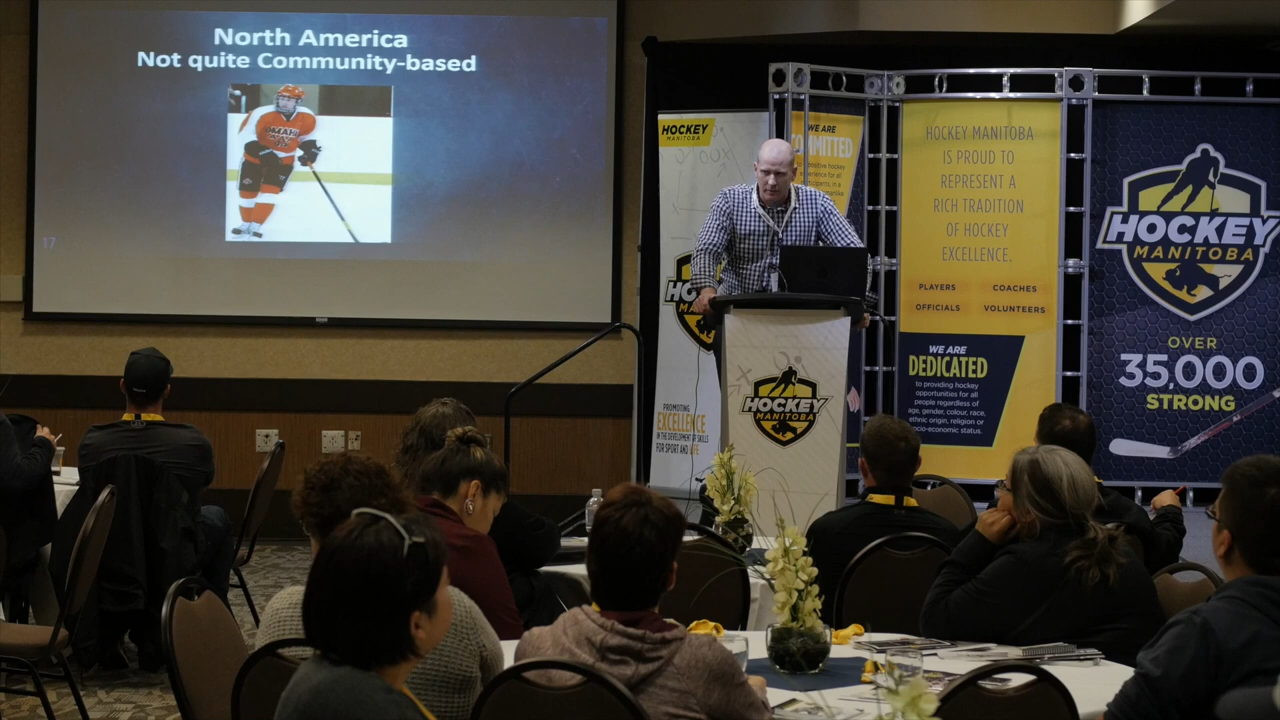 North America
Not quite Community-based
OMAHA
17
HOCKEY
MANITOBA
WE ARE
COMMITTED
HOCKEY MANITOBA
IS PROUD TO
REPRESENT A
RICH TRADITION
OF HOCKEY
EXCELLENCE.
PLAYERS
COACHES
OFFICIALS
VOLUNTEERS
WE ARE
DEDICATED
to providing hockey
opportunities for all
people regardless of
age, gender, colour, race,
ethnic origin, religion or
socio-economic status.
HOCKEY
MANITOBA
OVER
35,000
STRONG
HOCKEY
MANITOBA
PROMOTING
EXCELLENCE
IN THE DEVELOPMENT OF SKILLS
FOR SPORT AND LIFE